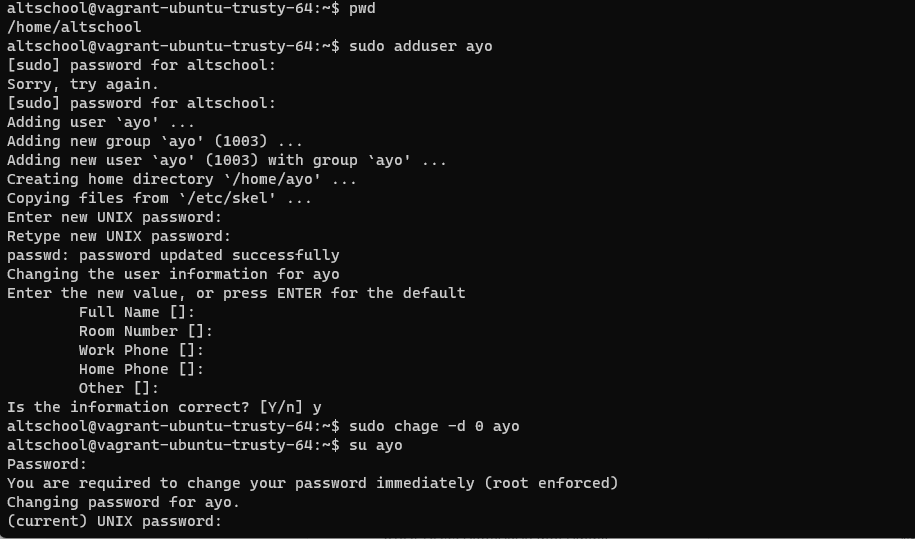 altschool@vagrant-ubuntu-trusty-64:~$ pwd
/home/altschool
altschool@vagrant-ubuntu-trusty-64:~$ sudo adduser ayo
[sudo] password for altschool:
Sorry, try again.
[sudo] password for altschool:
Adding user `ayo' ...
Adding new group `ayo' (1003) ...
Adding new user `ayo' (1003) with group `ayo' ...
Creating home directory `/home/ayo' ...
Copying files from `/etc/skel' ...
Enter new UNIX password:
Retype new UNIX password:
passwd: password updated successfully
Changing the user information for ayo
Enter the new value, or press ENTER for the default
        Full Name []:
        Room Number []:
        Work Phone []:
        Home Phone []:
        Other []:
Is the information correct? [Y/n] y
altschool@vagrant-ubuntu-trusty-64:~$ sudo chage -d 0 ayo
altschool@vagrant-ubuntu-trusty-64:~$ su ayo
Password:
You are required to change your password immediately (root enforced)
Changing password for ayo.
(current) UNIX password: